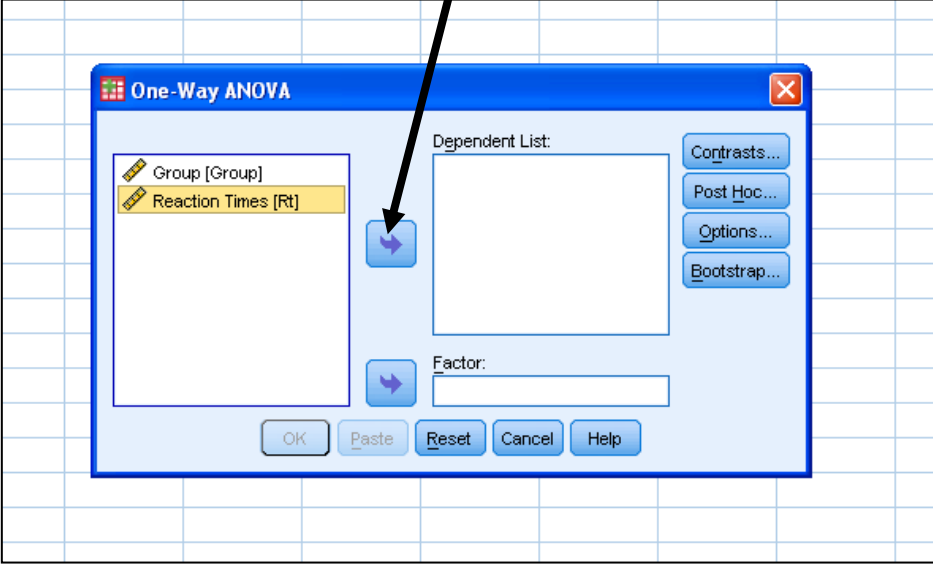 One-Way ANOVA
Group [Group]
Reaction Times [Rt]
Dependent List:
Factor:
Contrasts...
Post Hoc...
Options...
Bootstrap...
OK
Paste
Reset
Cancel
Help